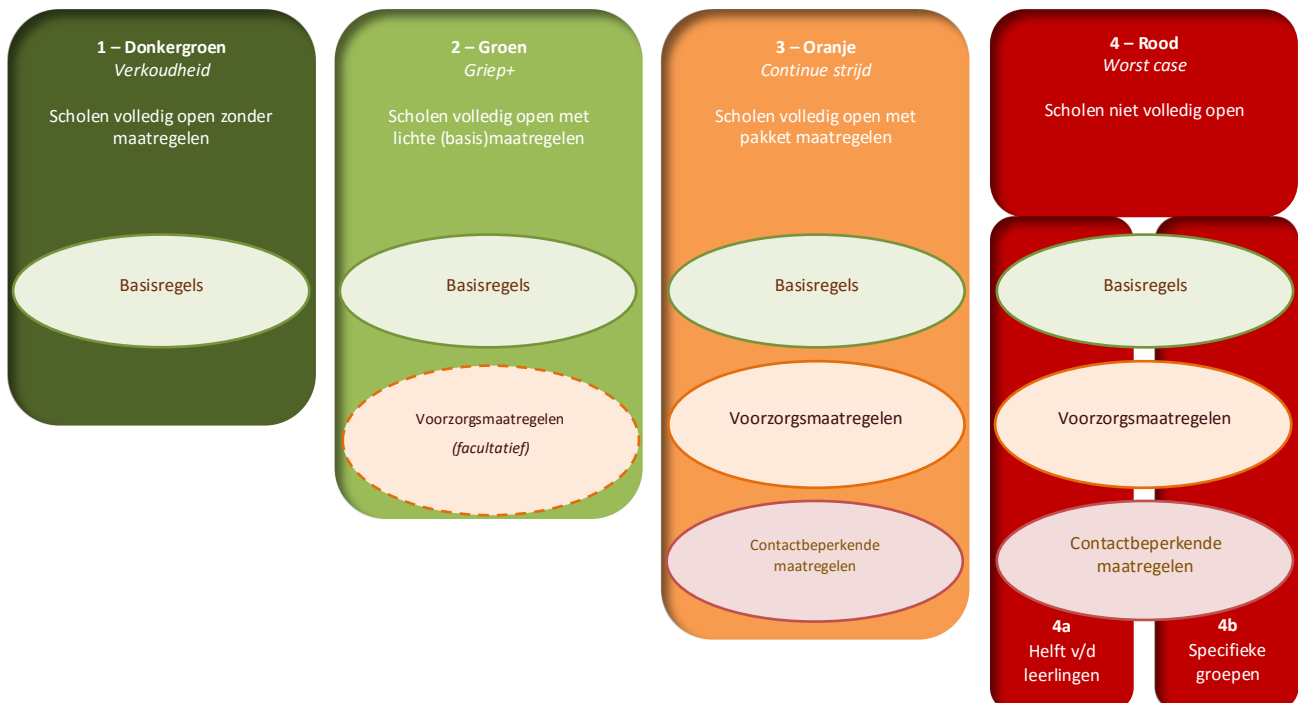 1 – Donkergroen
Verkoudheid
Scholen volledig open zonder
maatregelen
Basisregels
2 – Groen
Griep+
Scholen volledig open met
lichte (basis)maatregelen
Basisregels
Voorzorgsmaatregelen
(facultatief)
3 – Oranje
Continue strijd
Scholen volledig open met
pakket maatregelen
Basisregels
Voorzorgsmaatregelen
Contactbeperkende
maatregelen
4 – Rood
Worst case
Scholen niet volledig open
Basisregels
Voorzorgsmaatregelen
Contactbeperkende
maatregelen
4a
Helft v/d
leerlingen
4b
Specifieke
groepen